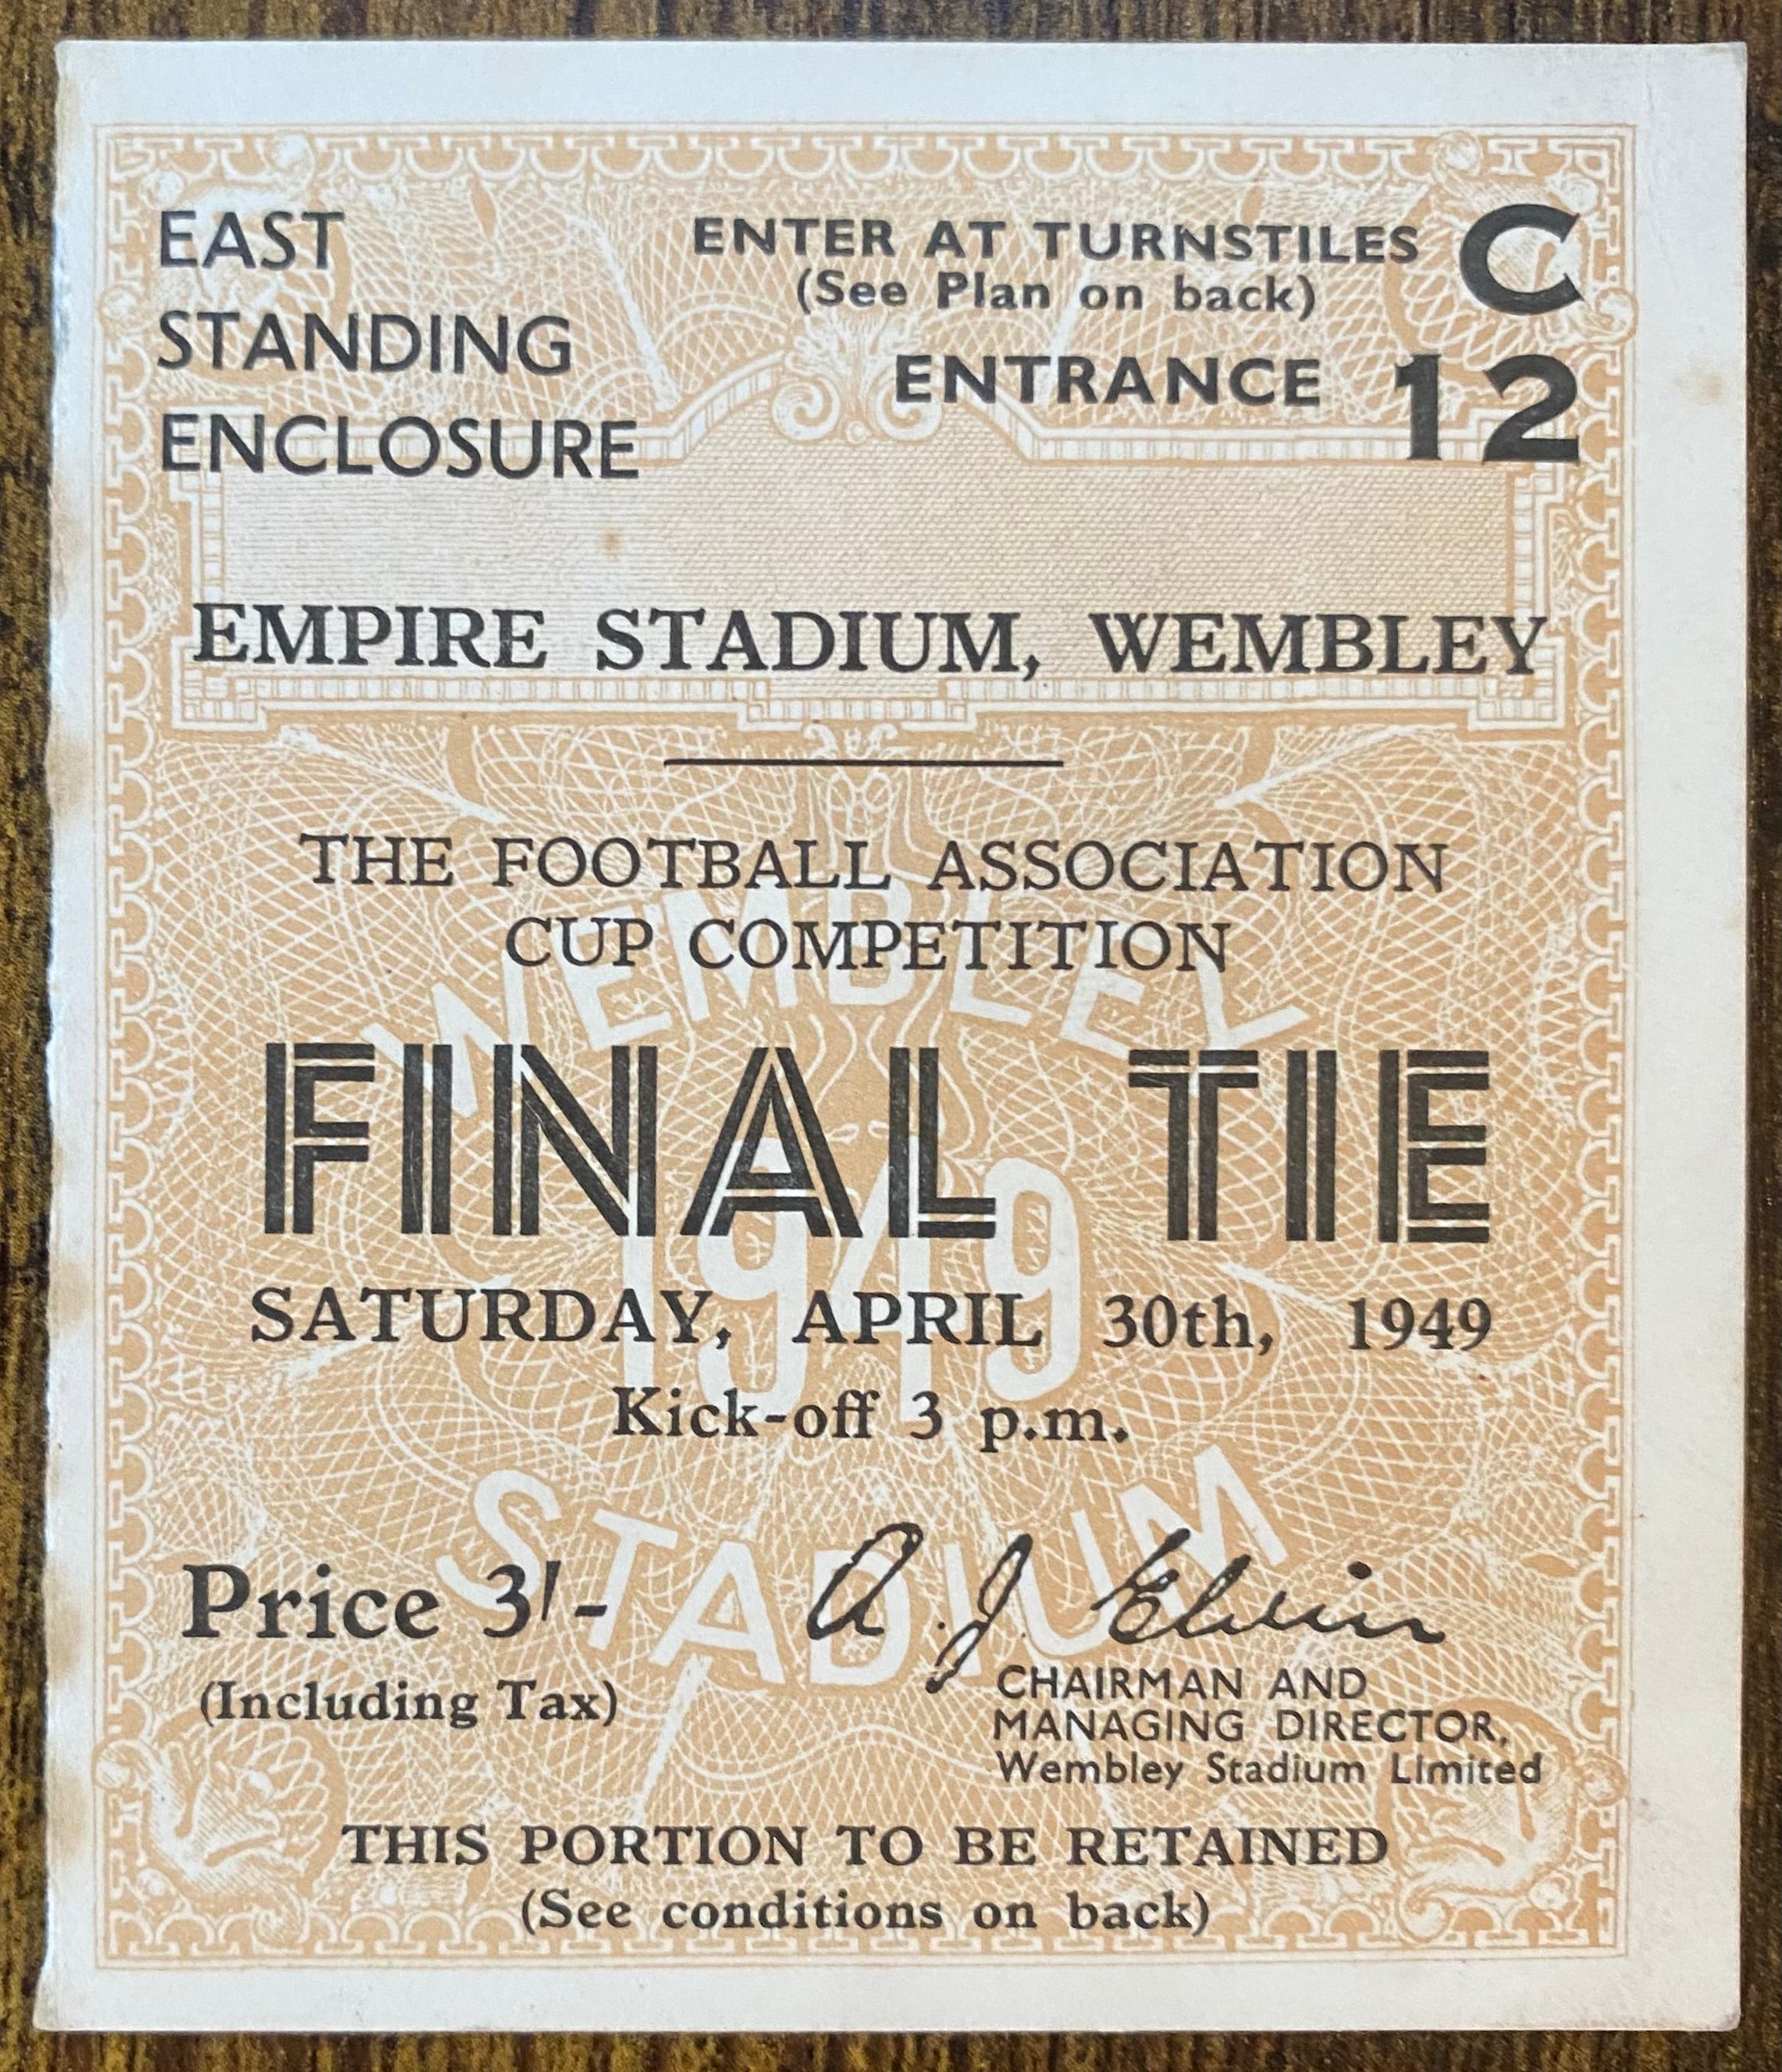 EAST
STANDING
ENCLOSURE
ENTER AT TURNSTILES C
(See Plan on back)
ENTRANCE 12
EMPIRE STADIUM, WEMBLEY
THE FOOTBALL ASSOCIATION
CUP COMPETITION
WEMBLEY
FINAL TIE
1949
SATURDAY, APRIL 30th, 1949
Kick-off 3 p.m.
STADIUM
Price 3/-
(Including Tax)
A. J. Elvin
CHAIRMAN AND
MANAGING DIRECTOR,
Wembley Stadium Limited
THIS PORTION TO BE RETAINED
(See conditions on back)